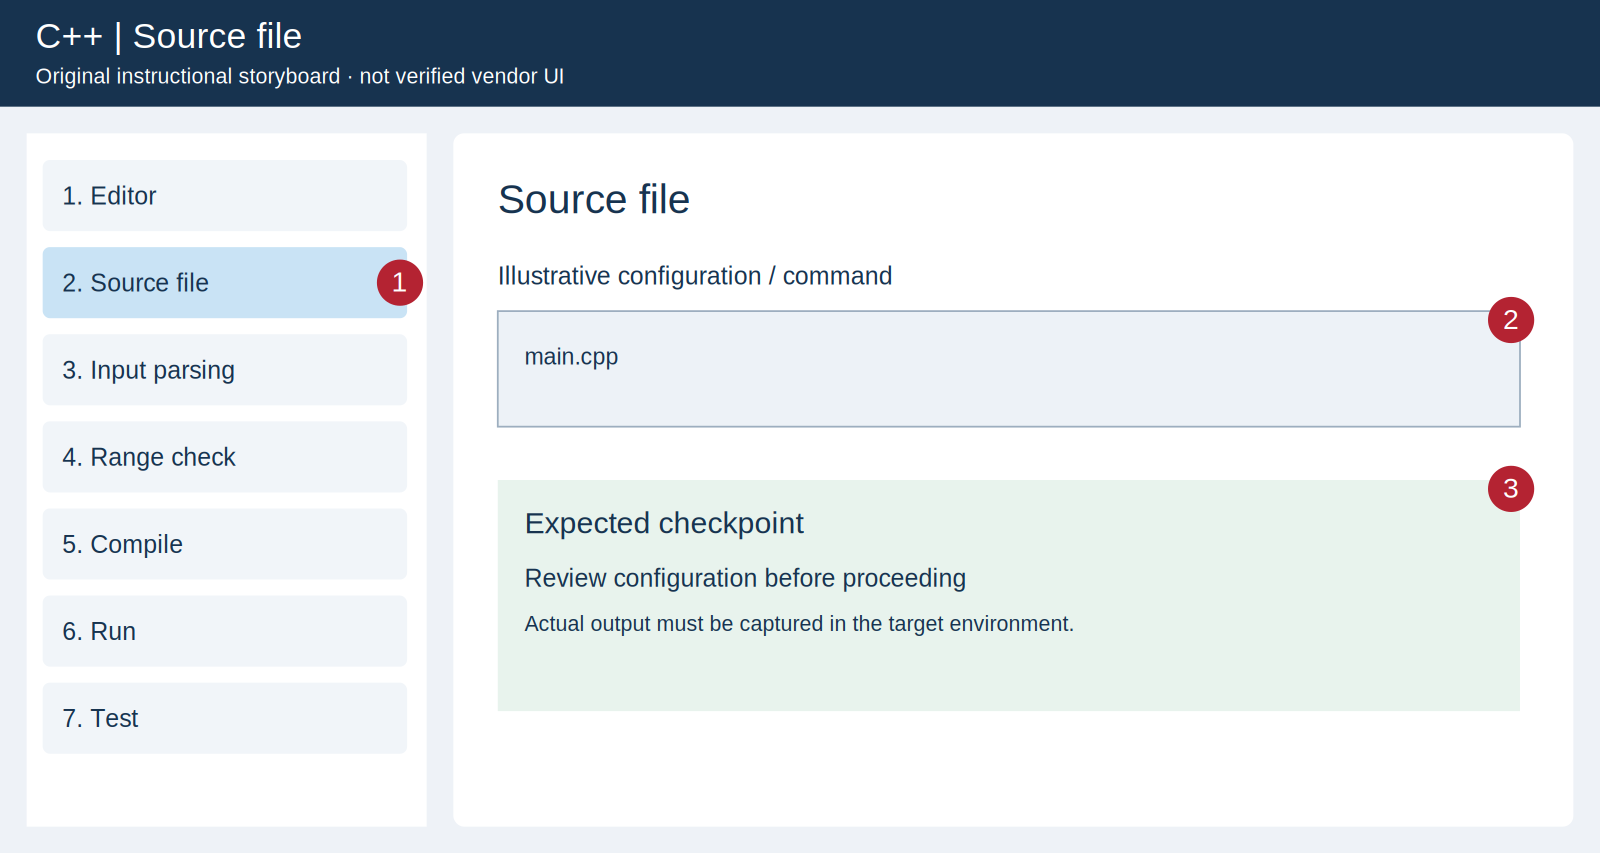 C++ | Source file
Original instructional storyboard · not verified vendor UI
1. Editor
2. Source file
1
3. Input parsing
4. Range check
5. Compile
6. Run
7. Test
Source file
Illustrative configuration / command
2
main.cpp
3
Expected checkpoint
Review configuration before proceeding
Actual output must be captured in the target environment.